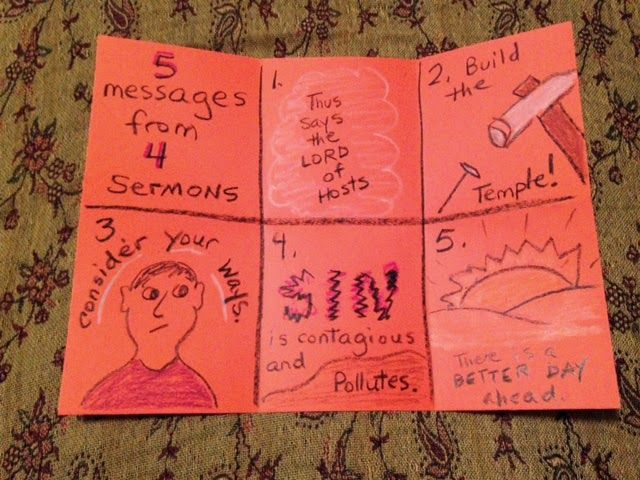 5
messages
from
4
SERMONS
1.
Thus
says
the
LORD
of
Hosts
2. Build
the
Temple!
3.
Consider your ways.
4.
SIN
is contagious
and
Pollutes.
5.
There is a
BETTER DAY
ahead.